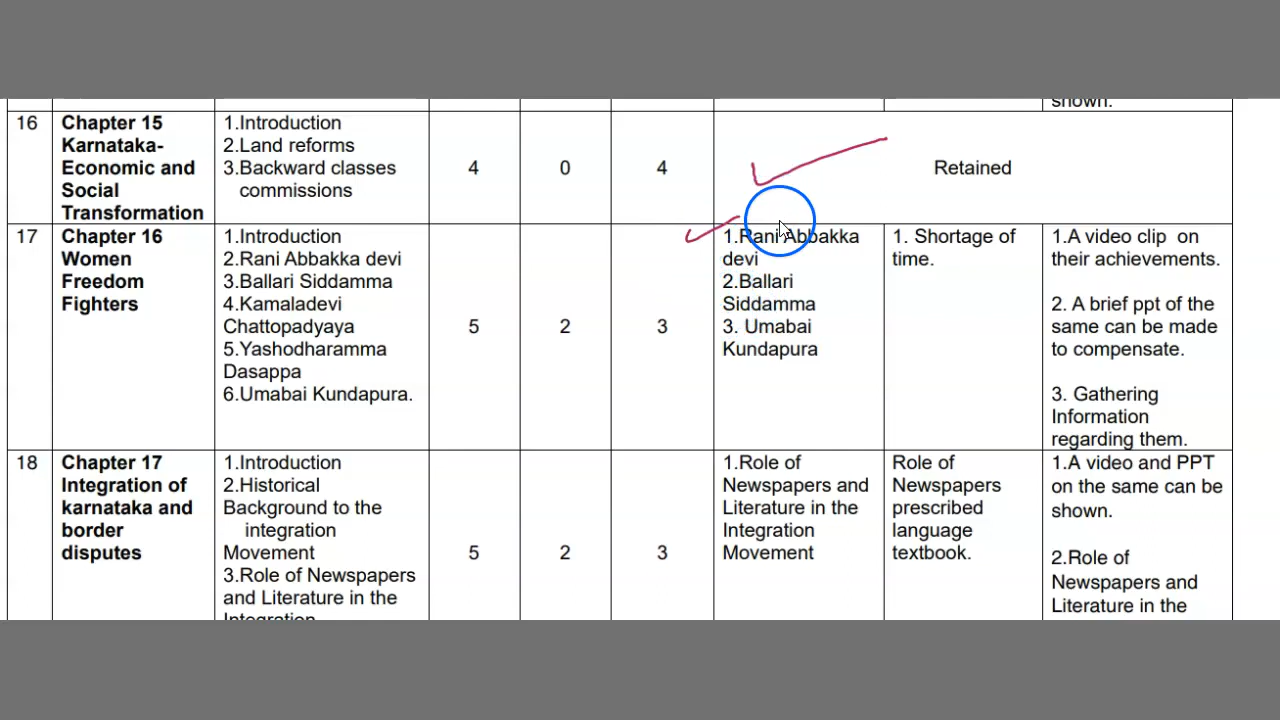 shown.
16
Chapter 15
Karnataka-
Economic and
Social
Transformation
1.Introduction
2.Land reforms
3.Backward classes
commissions
4
0
4
Retained
17
Chapter 16
Women
Freedom
Fighters
1.Introduction
2.Rani Abbakka devi
3.Ballari Siddamma
4.Kamaladevi
Chattopadyaya
5.Yashodharamma
Dasappa
6.Umabai Kundapura.
5
2
3
1.Rani Abbakka
devi
2.Ballari
Siddamma
3. Umabai
Kundapura
1. Shortage of
time.
1.A video clip on
their achievements.
2. A brief ppt of the
same can be made
to compensate.
3. Gathering
Information
regarding them.
18
Chapter 17
Integration of
karnataka and
border
disputes
1.Introduction
2.Historical
Background to the
integration
Movement
3.Role of Newspapers
and Literature in the
Integration
5
2
3
1.Role of
Newspapers and
Literature in the
Integration
Movement
Role of
Newspapers
prescribed
language
textbook.
1.A video and PPT
on the same can be
shown.
2.Role of
Newspapers and
Literature in the